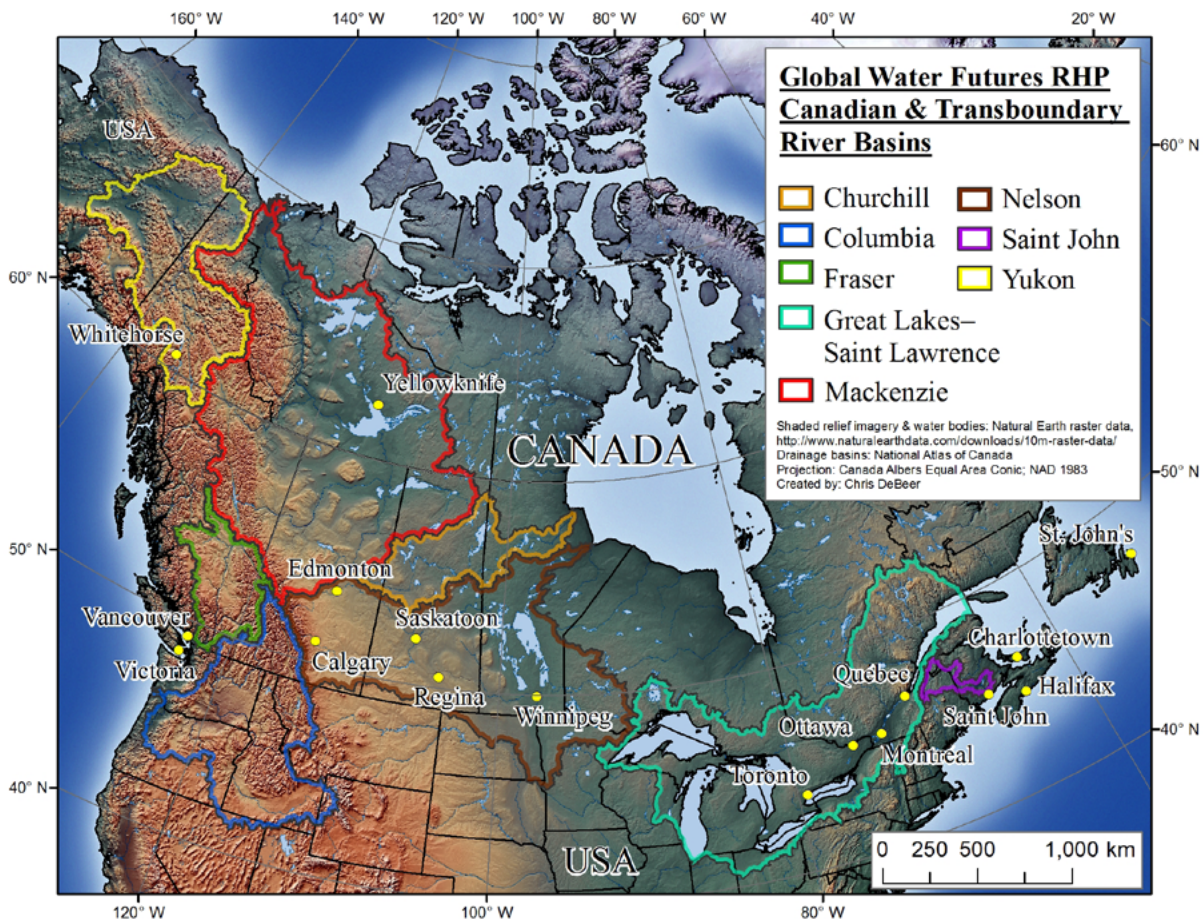 160° W 140° W 120° W 100° W 80° W 60° W 40° W 20° W
Global Water Futures RHP
Canadian & Transboundary
River Basins
Churchill
Nelson
Columbia
Saint John
Fraser
Yukon
Great Lakes–
Saint Lawrence
Mackenzie
Shaded relief imagery & water bodies: Natural Earth raster data,
http://www.naturalearthdata.com/downloads/10m-raster-data/
Drainage basins: National Atlas of Canada
Projection: Canada Albers Equal Area Conic; NAD 1983
Created by: Chris DeBeer
USA
60° N
60° N
Whitehorse
Yellowknife
CANADA
50° N
50° N
St. John's
Edmonton
Vancouver
Saskatoon
Victoria
Calgary
Charlottetown
Regina
Winnipeg
Québec
Halifax
Saint John
Ottawa
Montreal
40° N
40° N
Toronto
USA
0 250 500 1,000 km
120° W 100° W 80° W